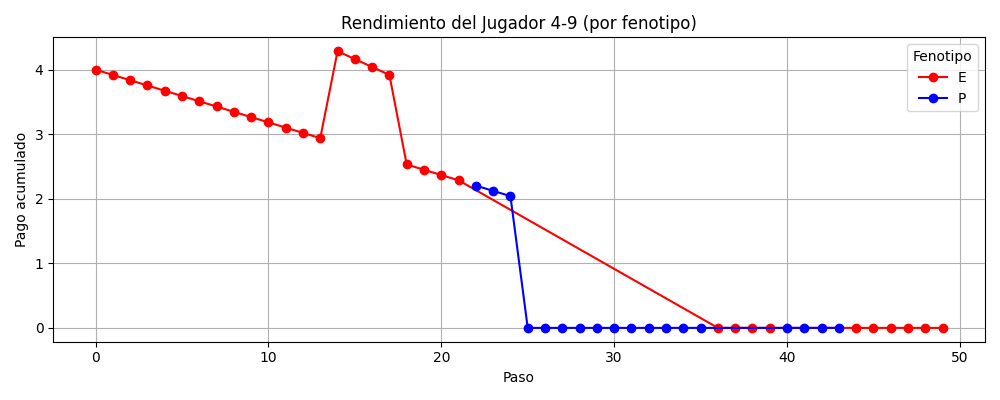 Rendimiento del Jugador 4-9 (por fenotipo)
Pago acumulado
4
3
2
1
0
0 10 20 30 40 50
Paso
Fenotipo
E
P